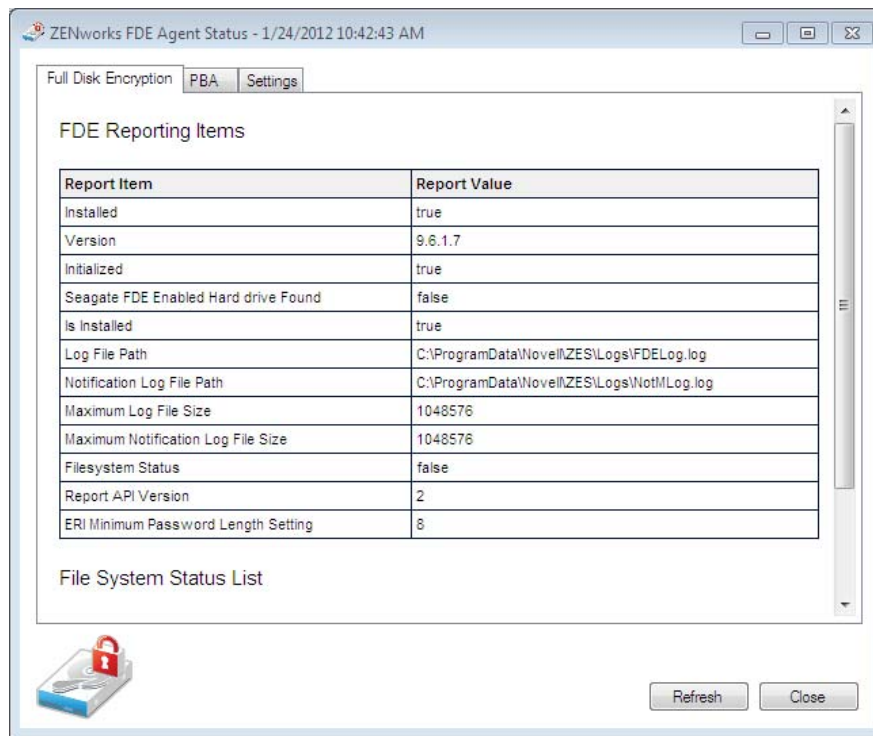 ZENworks FDE Agent Status - 1/24/2012 10:42:43 AM
Full Disk Encryption PBA Settings
FDE Reporting Items
Report Item Report Value
Installed true
Version 9.6.1.7
Initialized true
Seagate FDE Enabled Hard drive Found false
Is Installed true
Log File Path C:\ProgramData\Novell\ZES\Logs\FDELog.log
Notification Log File Path C:\ProgramData\Novell\ZES\Logs\NotMLog.log
Maximum Log File Size 1048576
Maximum Notification Log File Size 1048576
Filesystem Status false
Report API Version 2
ERI Minimum Password Length Setting 8
File System Status List
Refresh Close